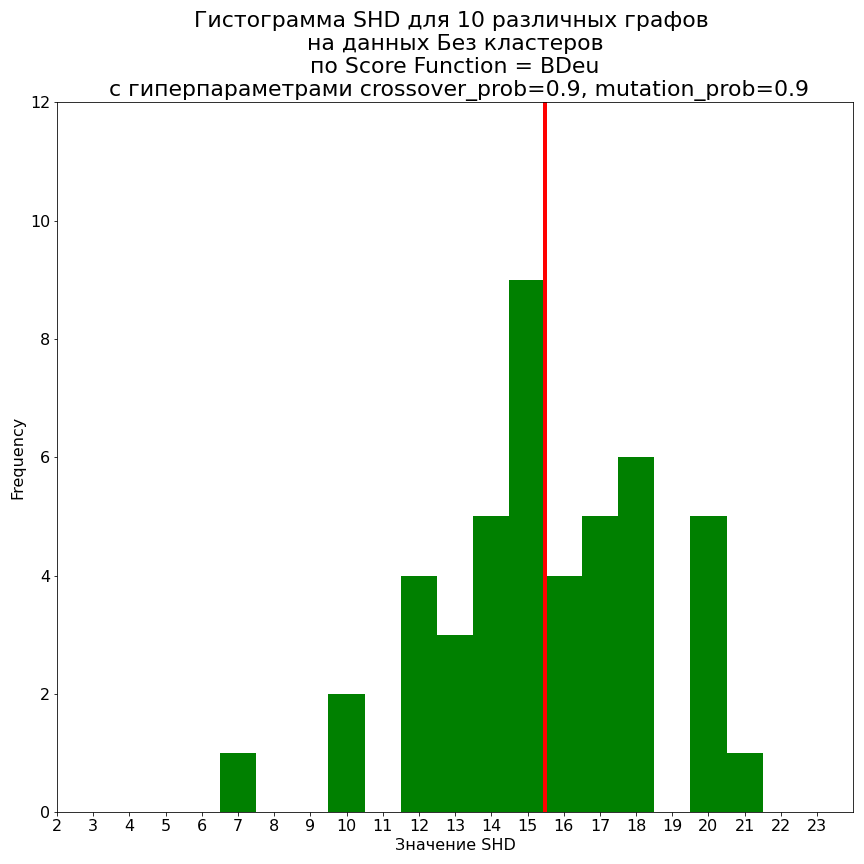 Гистограмма SHD для 10 различных графов
на данных Без кластеров
по Score Function = BDeu
с гиперпараметрами crossover_prob=0.9, mutation_prob=0.9
12
10
8
6
4
2
0
Frequency
2 3 4 5 6 7 8 9 10 11 12 13 14 15 16 17 18 19 20 21 22 23
Значение SHD